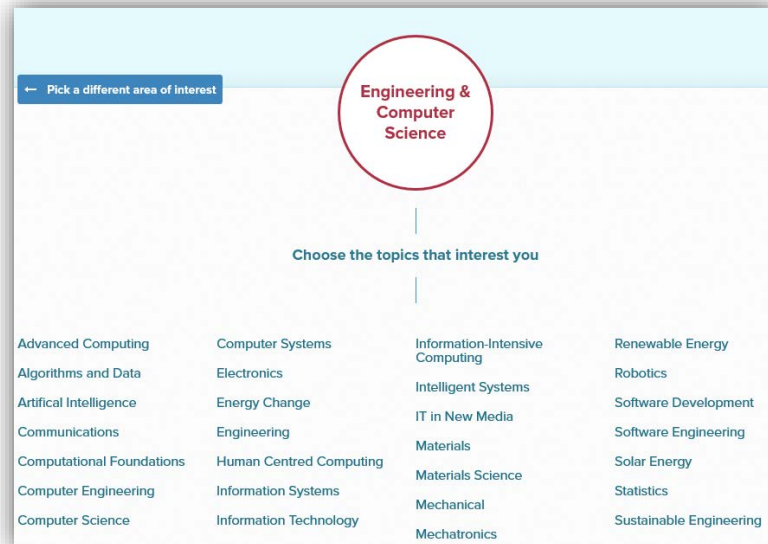 ← Pick a different area of interest
Engineering &
Computer
Science
Choose the topics that interest you
Advanced Computing
Algorithms and Data
Artifical Intelligence
Communications
Computational Foundations
Computer Engineering
Computer Science
Computer Systems
Electronics
Energy Change
Engineering
Human Centred Computing
Information Systems
Information Technology
Information-Intensive
Computing
Intelligent Systems
IT in New Media
Materials
Materials Science
Mechanical
Mechatronics
Renewable Energy
Robotics
Software Development
Software Engineering
Solar Energy
Statistics
Sustainable Engineering